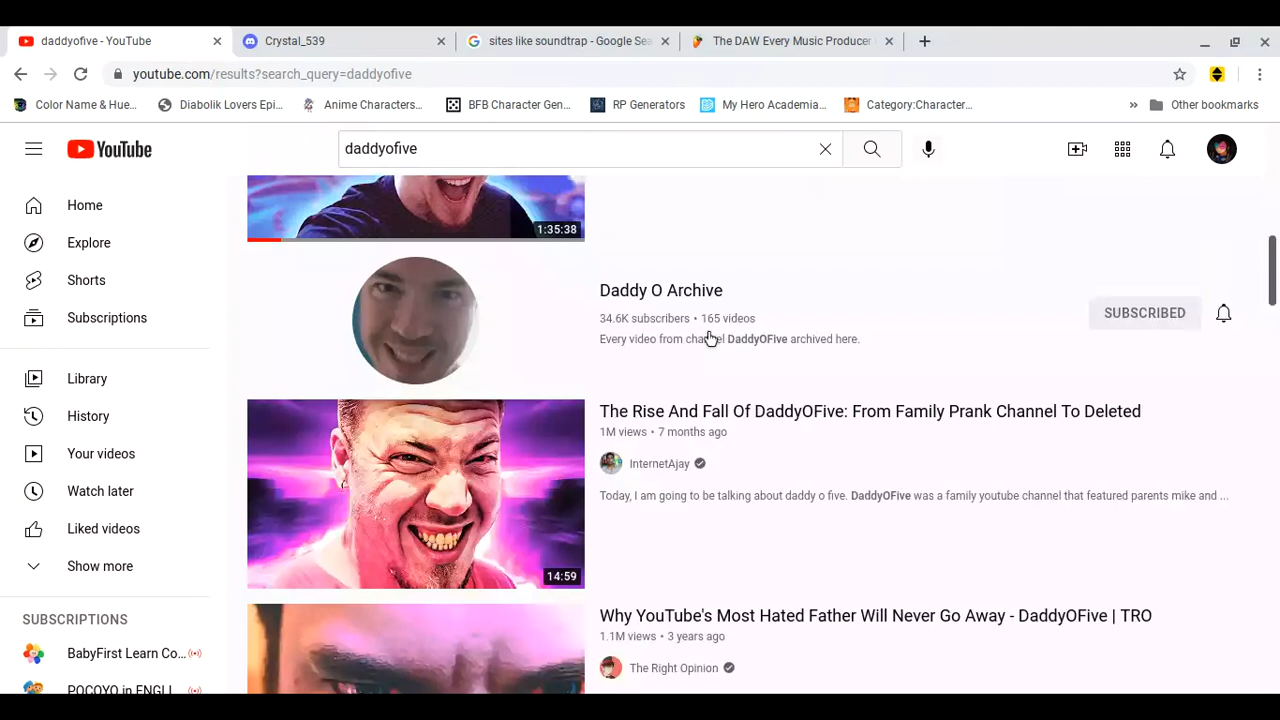 daddyofive - YouTube
Crystal_539
sites like soundtrap - Google Sea
The DAW Every Music Producer
youtube.com/results?search_query=daddyofive
Color Name & Hue...
Diabolik Lovers Epi...
Anime Characters...
BFB Character Gen...
RP Generators
My Hero Academia...
Category:Character...
»
Other bookmarks
YouTube
daddyofive
Home
Explore
Shorts
Subscriptions
Library
History
Your videos
Watch later
Liked videos
Show more
SUBSCRIPTIONS
BabyFirst Learn Co...
POCOYO in ENGLI
1:35:38
Daddy O Archive
34.6K subscribers • 165 videos
Every video from channel DaddyOFive archived here.
SUBSCRIBED
14:59
The Rise And Fall Of DaddyOFive: From Family Prank Channel To Deleted
1M views • 7 months ago
InternetAjay
Today, I am going to be talking about daddy o five. DaddyOFive was a family youtube channel that featured parents mike and ...
Why YouTube's Most Hated Father Will Never Go Away - DaddyOFive | TRO
1.1M views • 3 years ago
The Right Opinion